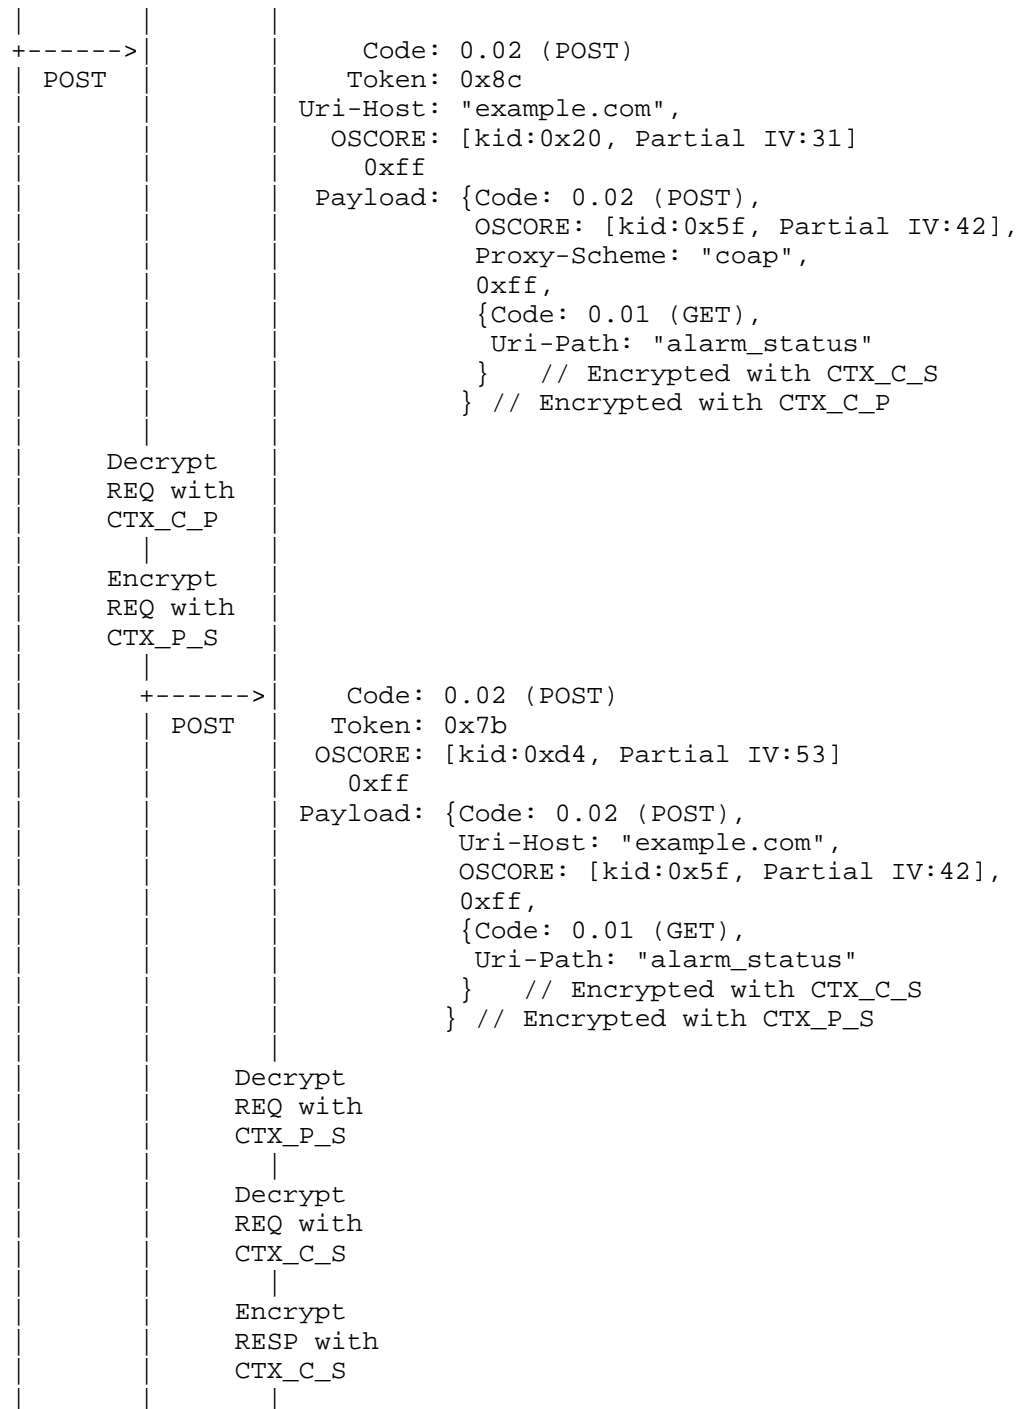 |       |       |
+------>|       |     Code: 0.02 (POST)
| POST  |       |    Token: 0x8c
|       |       | Uri-Host: "example.com",
|       |       |   OSCORE: [kid:0x20, Partial IV:31]
|       |       |     0xff
|       |       |  Payload: {Code: 0.02 (POST),
|       |       |            OSCORE: [kid:0x5f, Partial IV:42],
|       |       |            Proxy-Scheme: "coap",
|       |       |            0xff,
|       |       |            {Code: 0.01 (GET),
|       |       |             Uri-Path: "alarm_status"
|       |       |            }   // Encrypted with CTX_C_S
|       |       |           } // Encrypted with CTX_C_P
|       |       |
|     Decrypt   |
|     REQ with  |
|     CTX_C_P   |
|       |       |
|     Encrypt   |
|     REQ with  |
|     CTX_P_S   |
|       |       |
|       +------>|    Code: 0.02 (POST)
|       | POST  |   Token: 0x7b
|       |       |  OSCORE: [kid:0xd4, Partial IV:53]
|       |       |    0xff
|       |       | Payload: {Code: 0.02 (POST),
|       |       |           Uri-Host: "example.com",
|       |       |           OSCORE: [kid:0x5f, Partial IV:42],
|       |       |           0xff,
|       |       |           {Code: 0.01 (GET),
|       |       |            Uri-Path: "alarm_status"
|       |       |           }   // Encrypted with CTX_C_S
|       |       |          } // Encrypted with CTX_P_S
|       |       |
|       |     Decrypt
|       |     REQ with
|       |     CTX_P_S
|       |       |
|       |     Decrypt
|       |     REQ with
|       |     CTX_C_S
|       |       |
|       |     Encrypt
|       |     RESP with
|       |     CTX_C_S
|       |       |